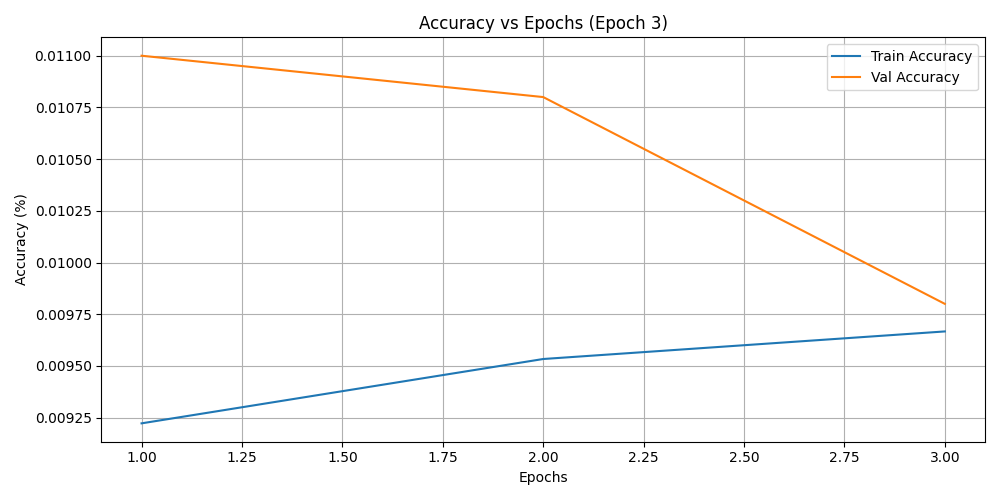 Accuracy vs Epochs (Epoch 3)
Train Accuracy
Val Accuracy
Accuracy (%)
0.01100
0.01075
0.01050
0.01025
0.01000
0.00975
0.00950
0.00925
1.00 1.25 1.50 1.75 2.00 2.25 2.50 2.75 3.00
Epochs